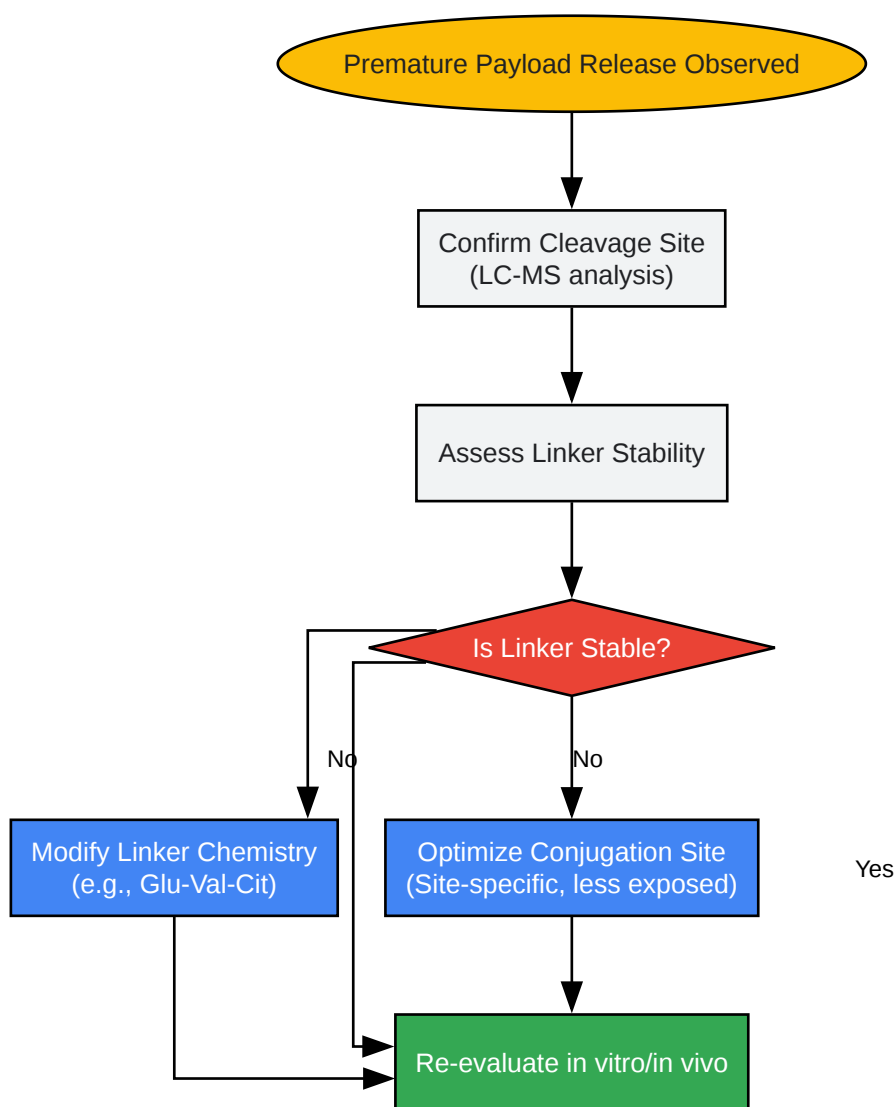 Premature Payload Release Observed
Confirm Cleavage Site
(LC-MS analysis)
Assess Linker Stability
Is Linker Stable?
No
No
Modify Linker Chemistry
(e.g., Glu-Val-Cit)
Optimize Conjugation Site
(Site-specific, less exposed)
Yes
Re-evaluate in vitro/in vivo